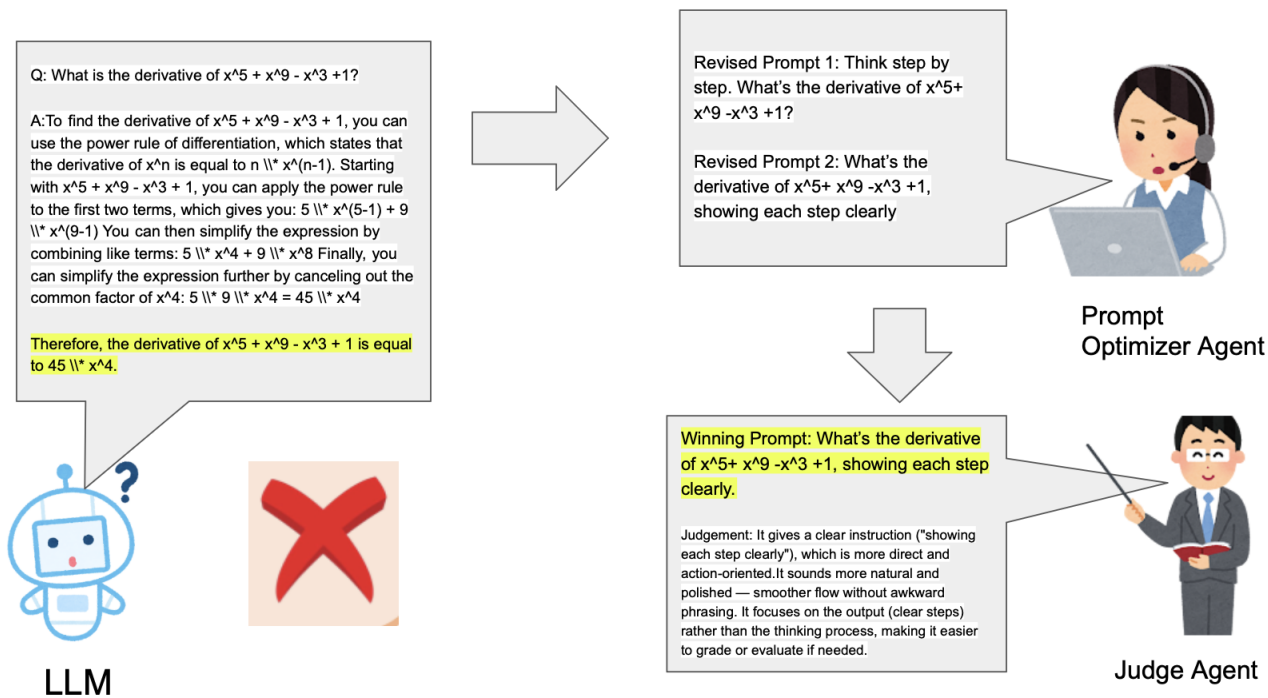 Q: What is the derivative of x^5 + x^9 - x^3 +1?
A:To find the derivative of x^5 + x^9 - x^3 + 1, you can
use the power rule of differentiation, which states that
the derivative of x^n is equal to n \\* x^(n-1). Starting
with x^5 + x^9 - x^3 + 1, you can apply the power rule
to the first two terms, which gives you: 5 \\* x^(5-1) + 9
\\* x^(9-1) You can then simplify the expression by
combining like terms: 5 \\* x^4 + 9 \\* x^8 Finally, you
can simplify the expression further by canceling out the
common factor of x^4: 5 \\* 9 \\* x^4 = 45 \\* x^4
Therefore, the derivative of x^5 + x^9 - x^3 + 1 is equal
to 45 \\* x^4.
?
LLM
Revised Prompt 1: Think step by
step. What's the derivative of x^5+
x^9 -x^3 +1?
Revised Prompt 2: What's the
derivative of x^5+ x^9 -x^3 +1,
showing each step clearly
Prompt
Optimizer Agent
Winning Prompt: What's the derivative
of x^5+ x^9 -x^3 +1, showing each step
clearly.
Judgement: It gives a clear instruction ("showing
each step clearly"), which is more direct and
action-oriented.It sounds more natural and
polished — smoother flow without awkward
phrasing. It focuses on the output (clear steps)
rather than the thinking process, making it easier
to grade or evaluate if needed.
Judge Agent